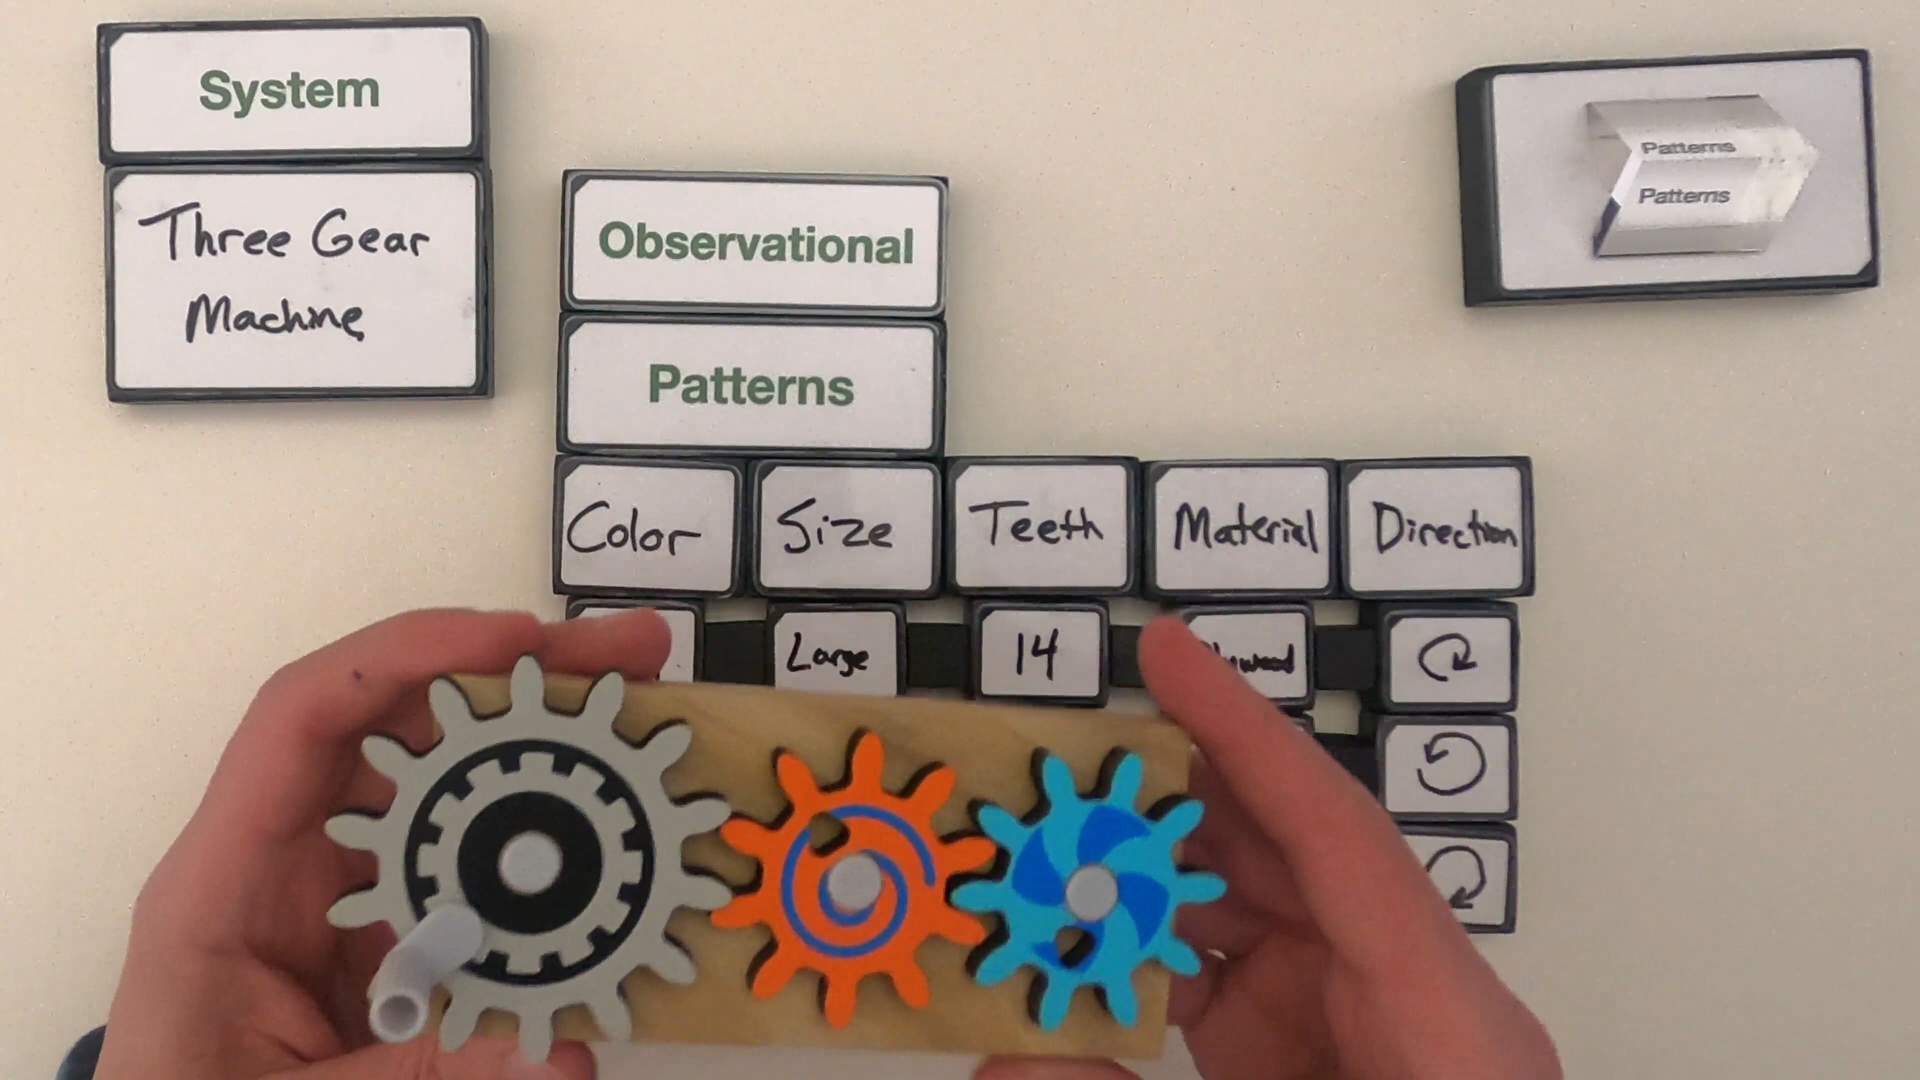 System
Three Gear
Machine
Observational
Patterns
Patterns
Patterns
Color
Size
Teeth
Material
Direction
Large
14